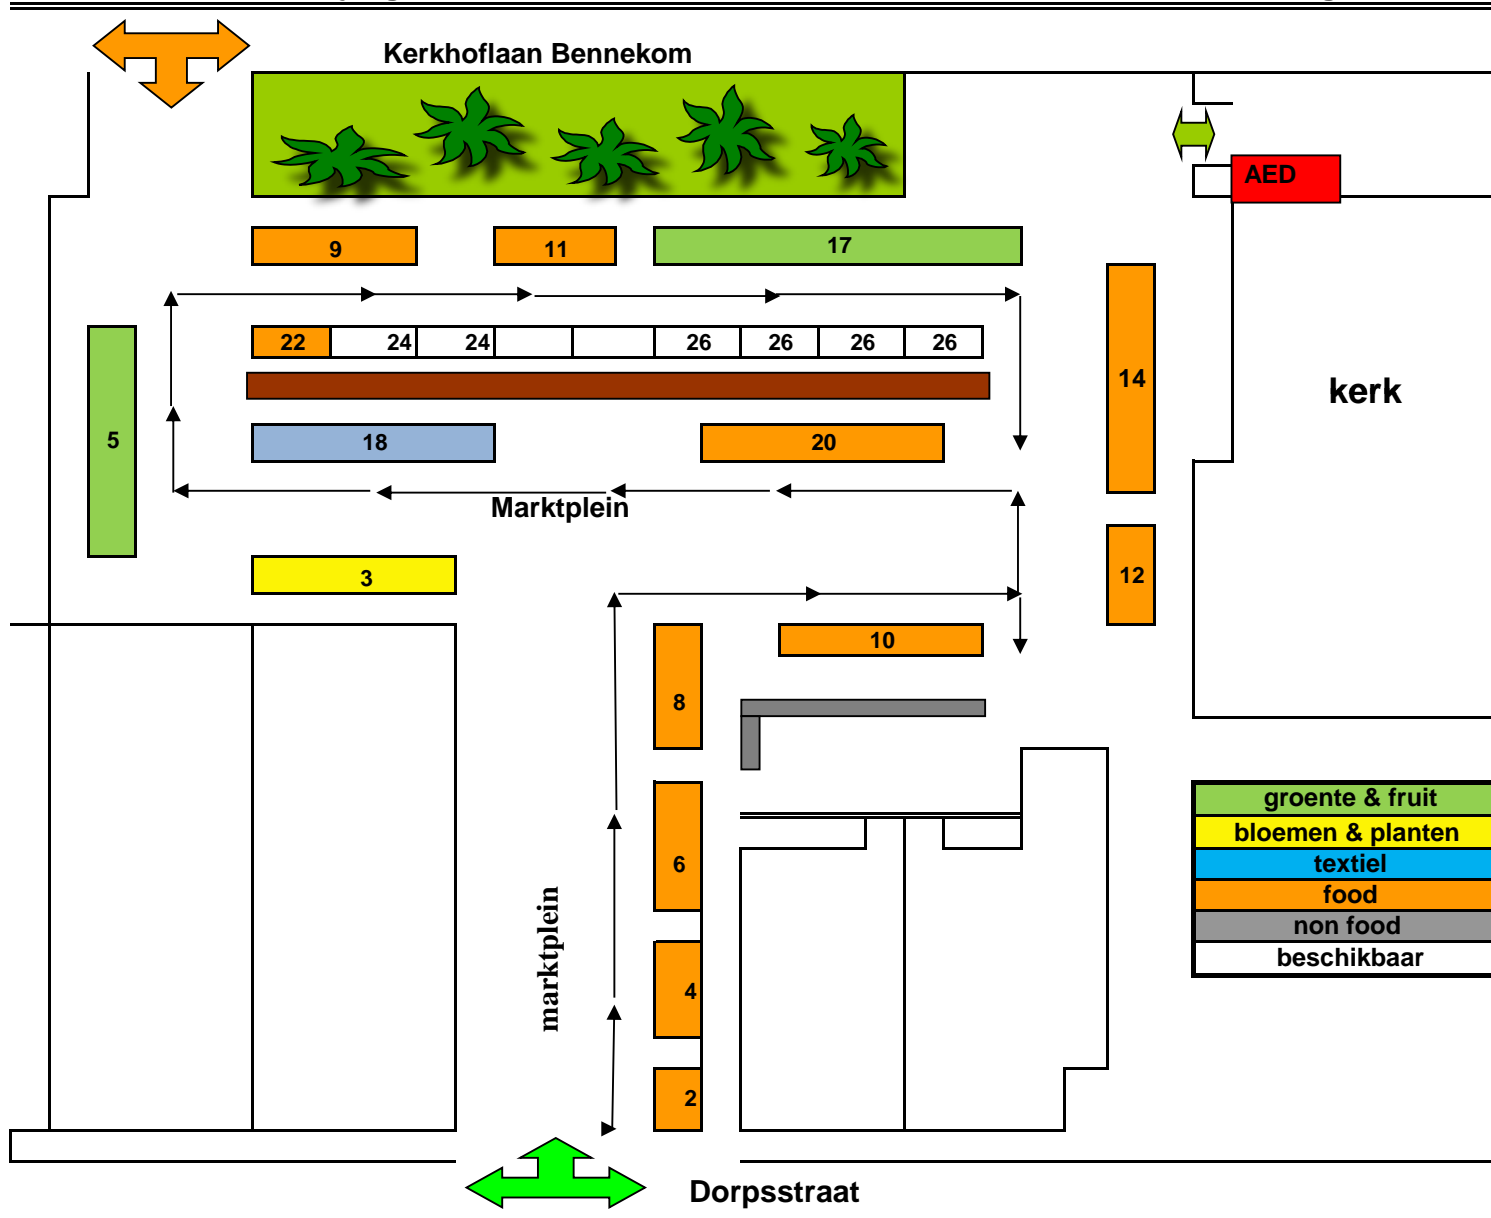 Kerkhoflaan Bennekom
AED
9
11
17
22
24
24
26
26
26
26
14
kerk
5
18
20
Marktplein
3
12
10
8
groente & fruit
bloemen & planten
textiel
food
non food
beschikbaar
6
marktplein
4
2
Dorpsstraat